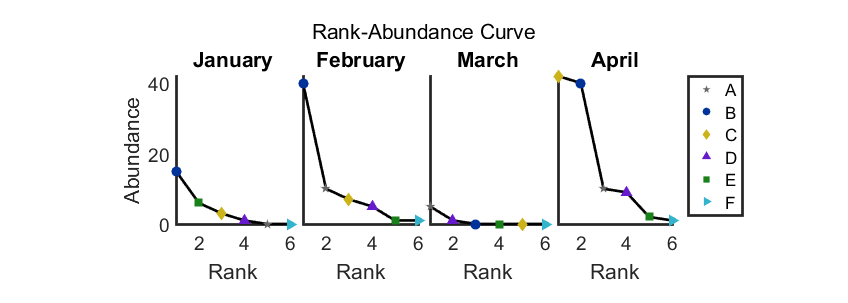 Rank-Abundance Curve
January February March April
Abundance
40
20
0
2 4 6 2 4 6 2 4 6 2 4 6
Rank Rank Rank Rank
A
B
C
D
E
F